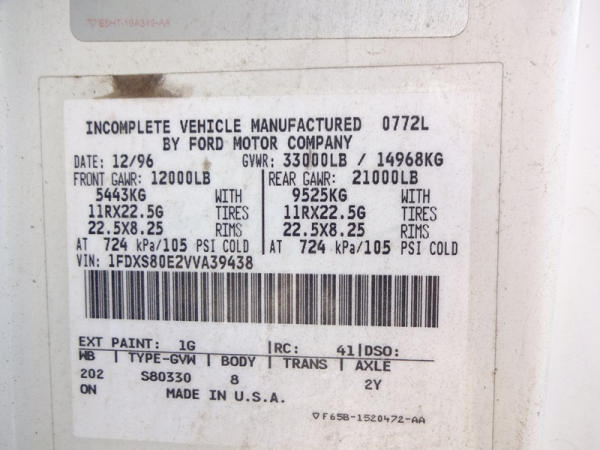 ▽E5HT-19A349-AA
INCOMPLETE VEHICLE MANUFACTURED 0772L
BY FORD MOTOR COMPANY
DATE: 12/96 GVWR: 33000LB / 14968KG
FRONT GAWR: 12000LB REAR GAWR: 21000LB
5443KG WITH 9525KG WITH
11RX22.5G TIRES 11RX22.5G TIRES
22.5X8.25 RIMS 22.5X8.25 RIMS
AT 724 kPa/105 PSI COLD AT 724 kPa/105 PSI COLD
VIN: 1FDXS80E2VVA39438
EXT PAINT: 1G RC: 41 DSO:
WB TYPE-GVW BODY TRANS AXLE
202 S80330 8 2Y
ON MADE IN U.S.A.
▽F65B-1520472-AA